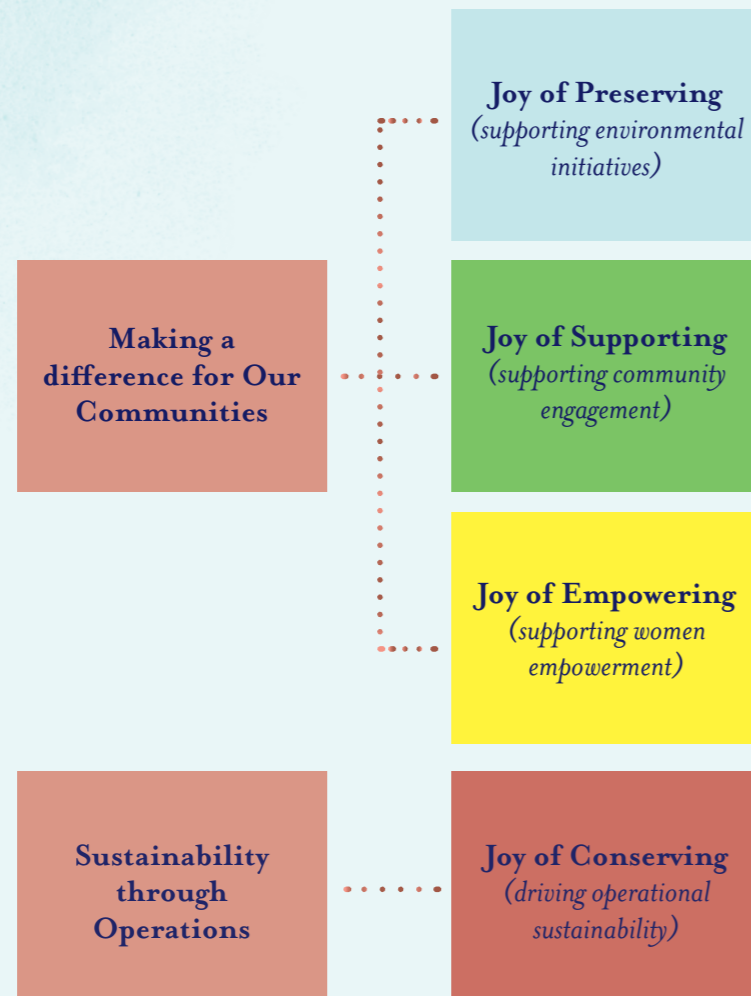 Making a
difference for Our
Communities
Joy of Preserving
(supporting environmental
initiatives)
Joy of Supporting
(supporting community
engagement)
Joy of Empowering
(supporting women
empowerment)
Sustainability
through
Operations
Joy of Conserving
(driving operational
sustainability)